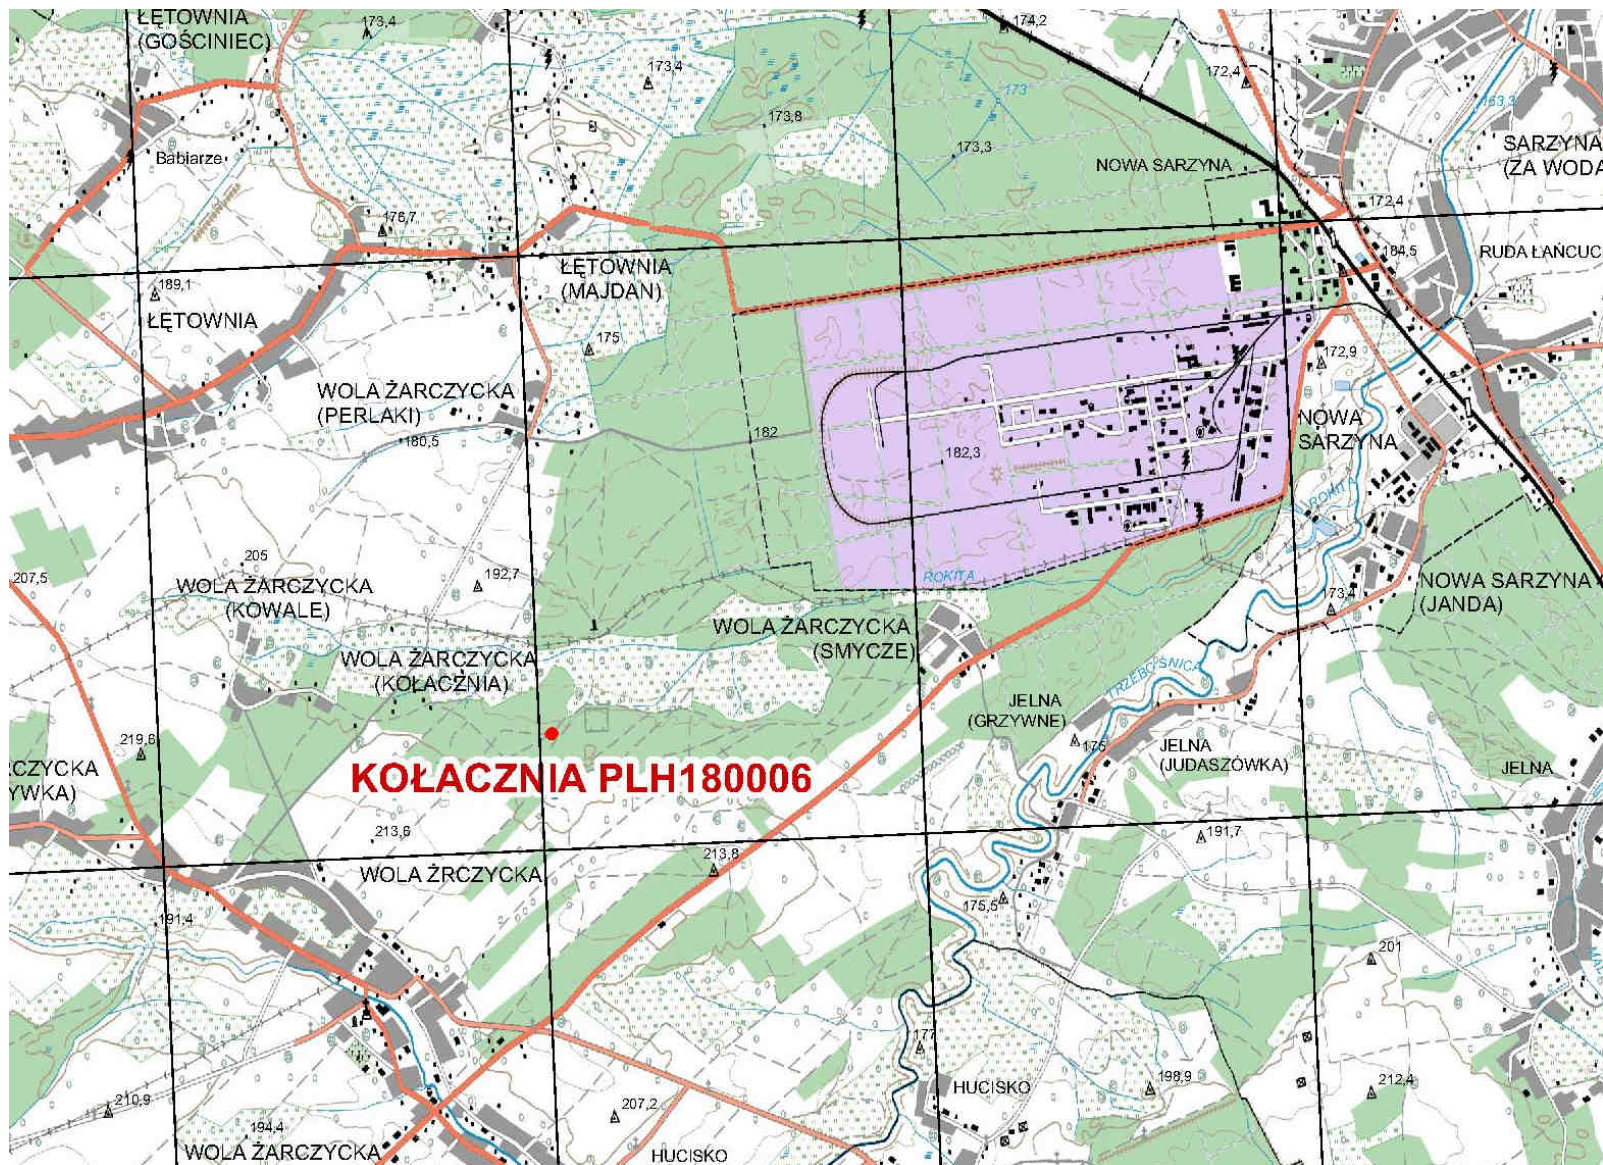 ŁĘTOWNIA
(GOŚCINIEC)
173,4
174,2
173,4
172,4
173
163,3
173,8
Babiarze
173,3
NOWA SARZYNA
SARZYNA
(ZA WODA
176,7
172,4
184,5
RUDA ŁAŃCUC
ŁĘTOWNIA
(MAJDAN)
189,1
ŁĘTOWNIA
175
172,9
WOLA ŻARCZYCKA
(PERLAKI)
180,5
182
182,3
NOWA
SARZYNA
ROKITA
205
207,5
192,7
WOLA ŻARCZYCKA
(KOWALE)
ROKITA
173,4
NOWA SARZYNA
(JANDA)
WOLA ŻARCZYCKA
(SMYCZE)
WOLA ŻARCZYCKA
(KOŁACZNIA)
TRZEBOŚNICA
JELNA
(GRZYWNE)
175
JELNA
(JUDASZÓWKA)
219,6
RCZYCKA
YWKA)
JELNA
KOŁACZNIA PLH180006
213,6
191,7
213,8
WOLA ŻRCZYCKA
191,4
175,5
201
177
HUCISKO
198,9
212,4
210,9
207,2
194,4
WOLA ŻARCZYCKA
HUCISKO